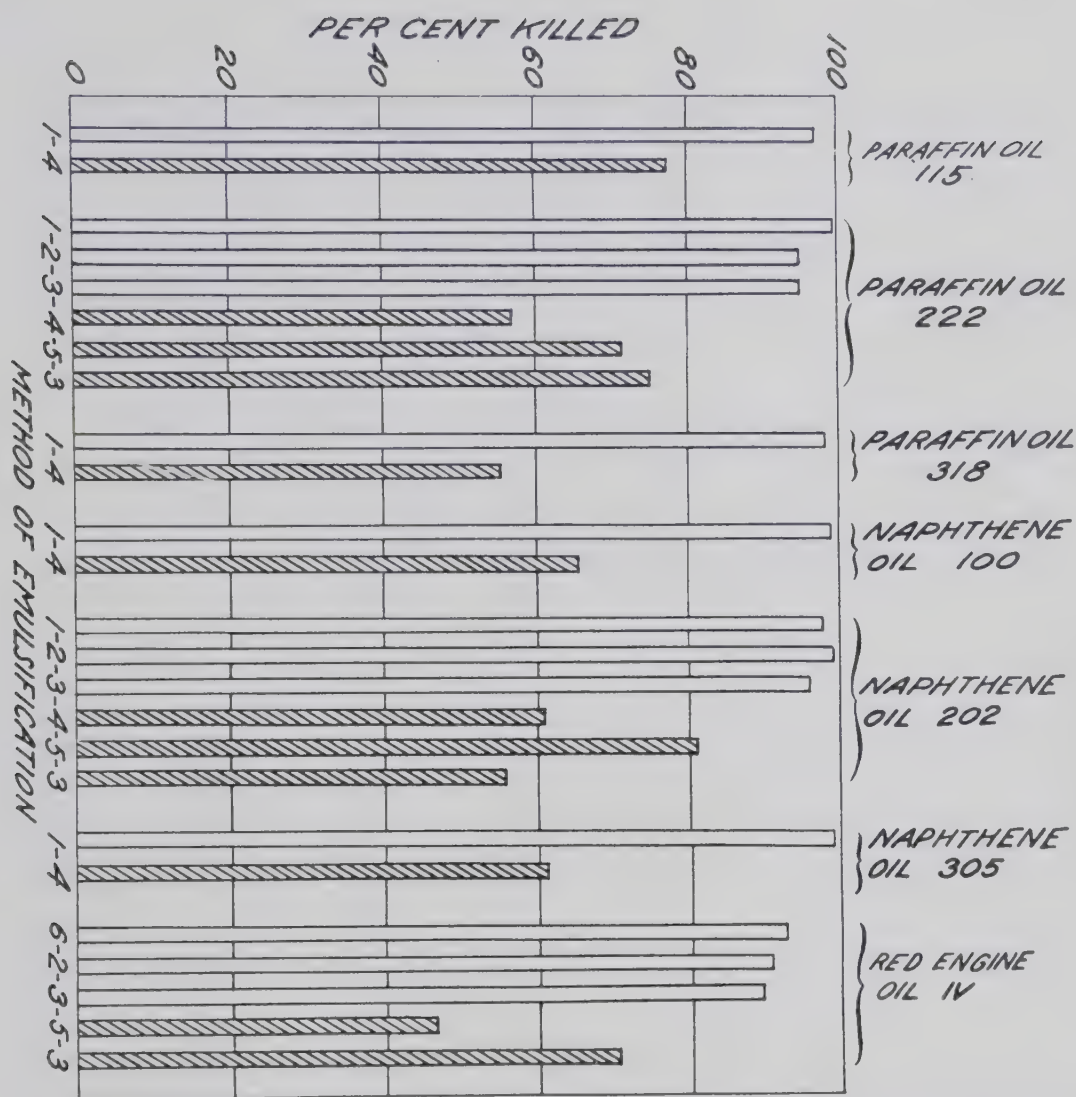 PER CENT KILLED
0 20 40 60 80 100
1-4
PARAFFIN OIL
115
1-2-3-4-5-3
PARAFFIN OIL
222
1-4
PARAFFIN OIL
318
1-4
NAPHTHENE
OIL 100
1-2-3-4-5-3
NAPHTHENE
OIL 202
1-4
NAPHTHENE
OIL 305
6-2-3-5-3
RED ENGINE
OIL IV
METHOD OF EMULSIFICATION